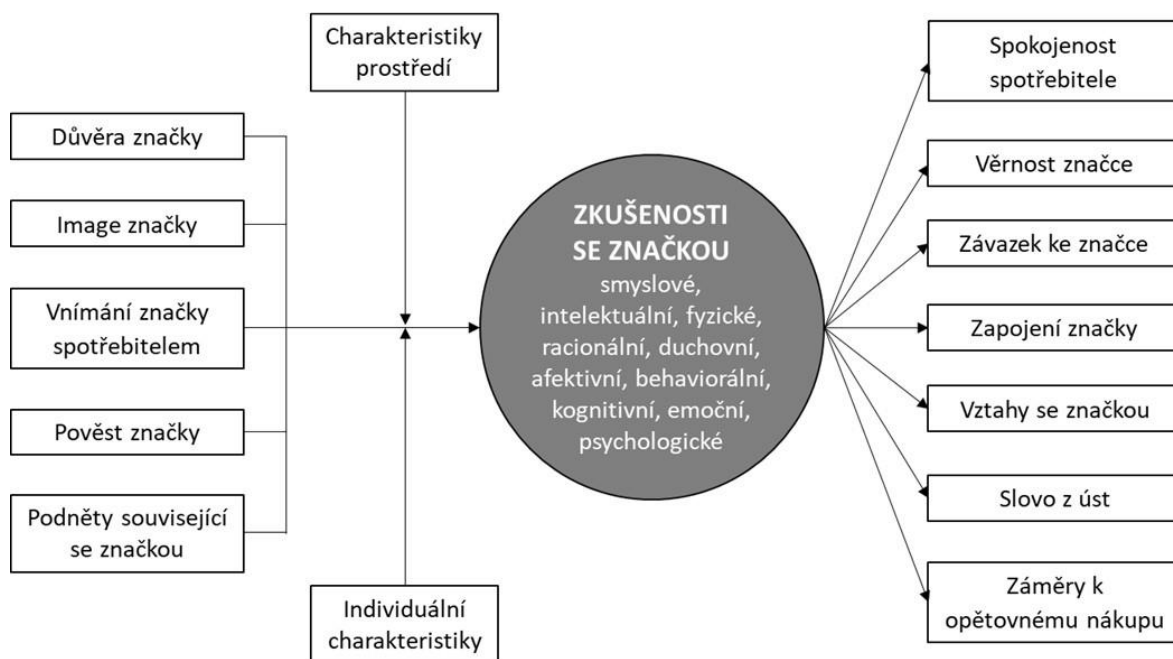 Charakteristiky
prostředí
Důvěra značky
Image značky
Vnímání značky
spotřebitelem
Pověst značky
Podněty související
se značkou
Individuální
charakteristiky
ZKUŠENOSTI
SE ZNAČKOU
smyslové,
intelektuální, fyzické,
racionální, duchovní,
afektivní, behaviorální,
kognitivní, emoční,
psychologické
Spokojenost
spotřebitele
Věrnost značce
Závazek ke značce
Zapojení značky
Vztahy se značkou
Slovo z úst
Záměry k
opětovnému nákupu